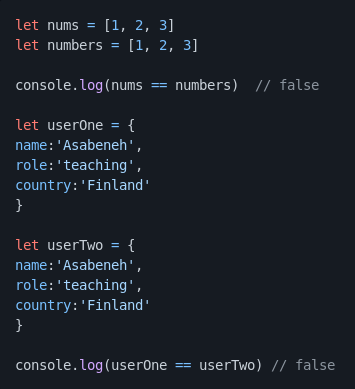 let nums = [1, 2, 3]
let numbers = [1, 2, 3]
console.log(nums == numbers)  // false
let userOne = {
name:'Asabeneh',
role:'teaching',
country:'Finland'
}
let userTwo = {
name:'Asabeneh',
role:'teaching',
country:'Finland'
}
console.log(userOne == userTwo) // false